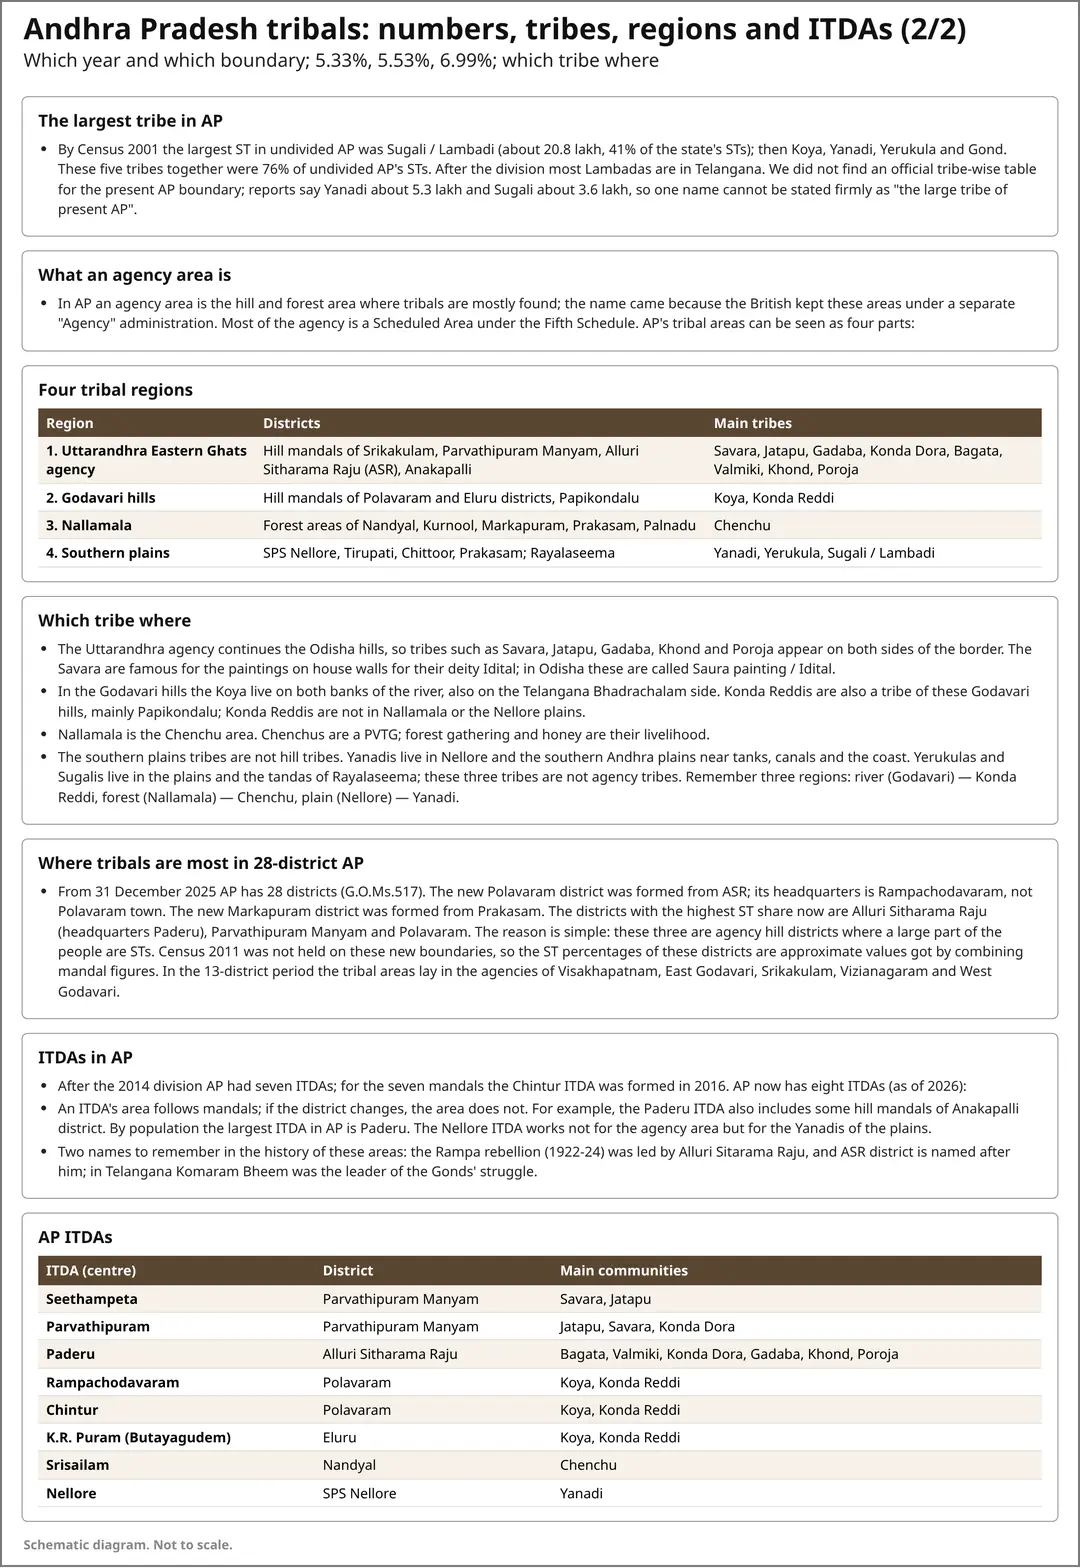 Andhra Pradesh tribals: numbers, tribes, regions and ITDAs (2/2)
Which year and which boundary; 5.33%, 5.53%, 6.99%; which tribe where
The largest tribe in AP
• By Census 2001 the largest ST in undivided AP was Sugali / Lambadi (about 20.8 lakh, 41% of the state's STs); then Koya, Yanadi, Yerukula and Gond.
These five tribes together were 76% of undivided AP's STs. After the division most Lambadas are in Telangana. We did not find an official tribe-wise table
for the present AP boundary; reports say Yanadi about 5.3 lakh and Sugali about 3.6 lakh, so one name cannot be stated firmly as "the large tribe of
present AP".
What an agency area is
• In AP an agency area is the hill and forest area where tribals are mostly found; the name came because the British kept these areas under a separate
"Agency" administration. Most of the agency is a Scheduled Area under the Fifth Schedule. AP's tribal areas can be seen as four parts:
Four tribal regions
Region Districts Main tribes
1. Uttarandhra Eastern Ghats Hill mandals of Srikakulam, Parvathipuram Manyam, Alluri Savara, Jatapu, Gadaba, Konda Dora, Bagata,
agency Sitharama Raju (ASR), Anakapalli Valmiki, Khond, Poroja
2. Godavari hills Hill mandals of Polavaram and Eluru districts, Papikondalu Koya, Konda Reddi
3. Nallamala Forest areas of Nandyal, Kurnool, Markapuram, Prakasam, Palnadu Chenchu
4. Southern plains SPS Nellore, Tirupati, Chittoor, Prakasam; Rayalaseema Yanadi, Yerukula, Sugali / Lambadi
Which tribe where
• The Uttarandhra agency continues the Odisha hills, so tribes such as Savara, Jatapu, Gadaba, Khond and Poroja appear on both sides of the border. The
Savara are famous for the paintings on house walls for their deity Idital; in Odisha these are called Saura painting / Idital.
• In the Godavari hills the Koya live on both banks of the river, also on the Telangana Bhadrachalam side. Konda Reddis are also a tribe of these Godavari
hills, mainly Papikondalu; Konda Reddis are not in Nallamala or the Nellore plains.
• Nallamala is the Chenchu area. Chenchus are a PVTG; forest gathering and honey are their livelihood.
• The southern plains tribes are not hill tribes. Yanadis live in Nellore and the southern Andhra plains near tanks, canals and the coast. Yerukulas and
Sugalis live in the plains and the tandas of Rayalaseema; these three tribes are not agency tribes. Remember three regions: river (Godavari) — Konda
Reddi, forest (Nallamala) — Chenchu, plain (Nellore) — Yanadi.
Where tribals are most in 28-district AP
• From 31 December 2025 AP has 28 districts (G.O.Ms.517). The new Polavaram district was formed from ASR; its headquarters is Rampachodavaram, not
Polavaram town. The new Markapuram district was formed from Prakasam. The districts with the highest ST share now are Alluri Sitharama Raju
(headquarters Paderu), Parvathipuram Manyam and Polavaram. The reason is simple: these three are agency hill districts where a large part of the
people are STs. Census 2011 was not held on these new boundaries, so the ST percentages of these districts are approximate values got by combining
mandal figures. In the 13-district period the tribal areas lay in the agencies of Visakhapatnam, East Godavari, Srikakulam, Vizianagaram and West
Godavari.
ITDAs in AP
• After the 2014 division AP had seven ITDAs; for the seven mandals the Chintur ITDA was formed in 2016. AP now has eight ITDAs (as of 2026):
• An ITDA's area follows mandals; if the district changes, the area does not. For example, the Paderu ITDA also includes some hill mandals of Anakapalli
district. By population the largest ITDA in AP is Paderu. The Nellore ITDA works not for the agency area but for the Yanadis of the plains.
• Two names to remember in the history of these areas: the Rampa rebellion (1922-24) was led by Alluri Sitarama Raju, and ASR district is named after
him; in Telangana Komaram Bheem was the leader of the Gonds' struggle.
AP ITDAs
ITDA (centre) District Main communities
Seethampeta Parvathipuram Manyam Savara, Jatapu
Parvathipuram Parvathipuram Manyam Jatapu, Savara, Konda Dora
Paderu Alluri Sitharama Raju Bagata, Valmiki, Konda Dora, Gadaba, Khond, Poroja
Rampachodavaram Polavaram Koya, Konda Reddi
Chintur Polavaram Koya, Konda Reddi
K.R. Puram (Butayagudem) Eluru Koya, Konda Reddi
Srisailam Nandyal Chenchu
Nellore SPS Nellore Yanadi
Schematic diagram. Not to scale.